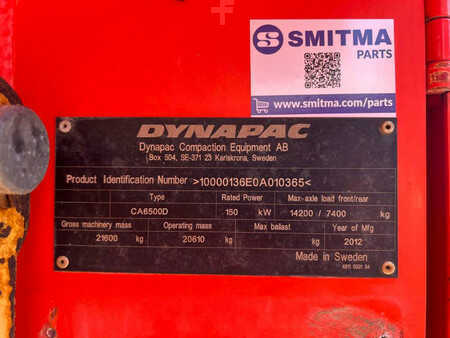 S SMITMA
PARTS
www.smitma.com/parts
DYNAPAC
Dynapac Compaction Equipment AB
Box 504, SE-371 23 Karlskrona, Sweden
Product Identification Number >10000136E0A010365<
Type Rated Power Max-axle load front/rear
CA6500D 150 kW 14200 / 7400 kg
Gross machinery mass Operating mass Max ballast Year of Mfg
21600 kg 20610 kg kg 2012
Made in Sweden